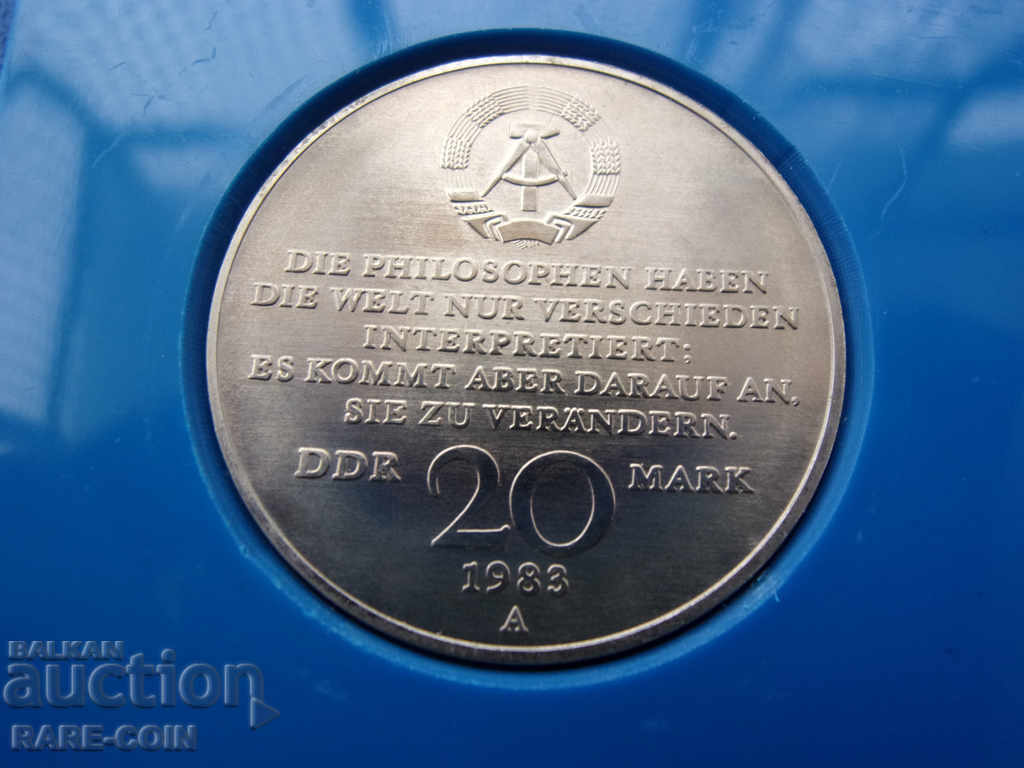 DIE PHILOSOPHEN HABEN
DIE WELT NUR VERSCHIEDEN
INTERPRETIERT;
ES KOMMT ABER DARAUF AN,
SIE ZU VERÄNDERN.
DDR 20 MARK
1983
A
BALKAN
auction
RARE-COIN